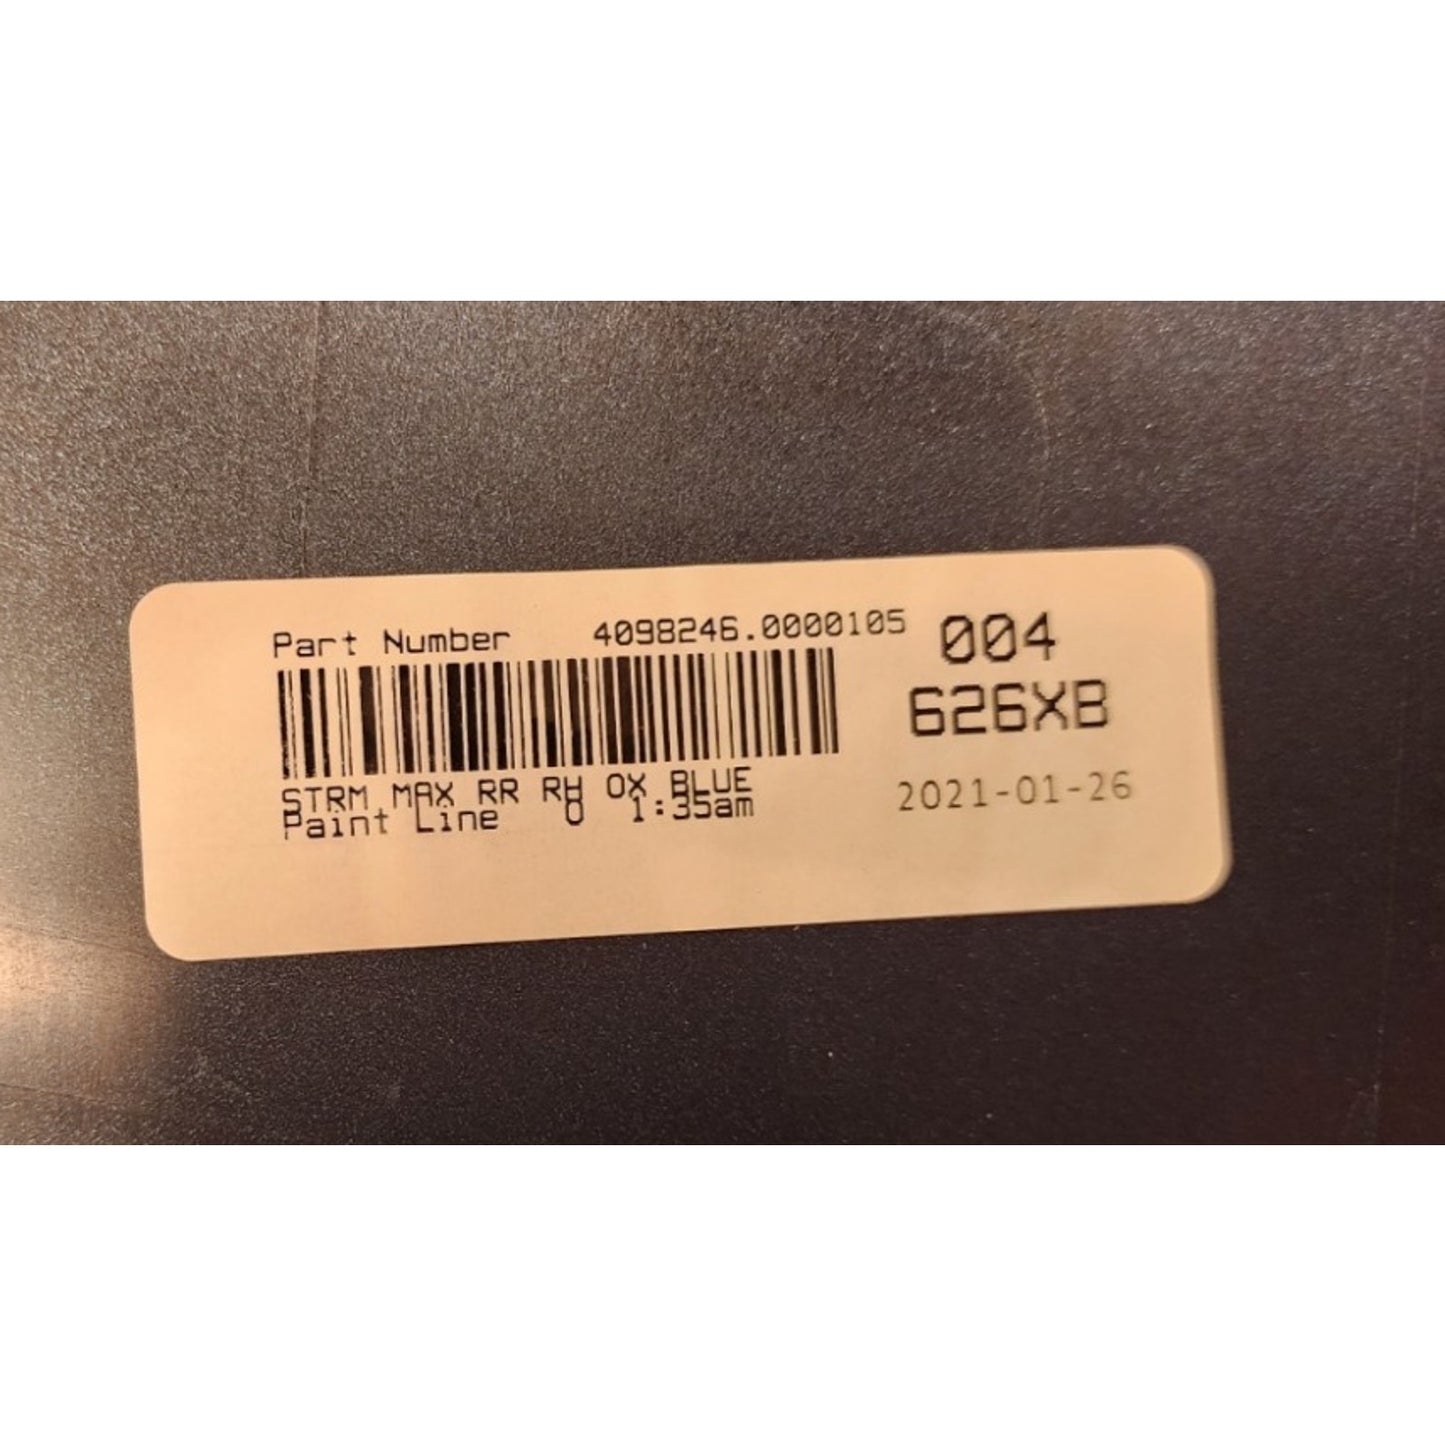 Part Number 4098246.0000105
004
626XB
2021-01-26
STRM MAX RR RH OX BLUE
Paint Line 0 1:35am